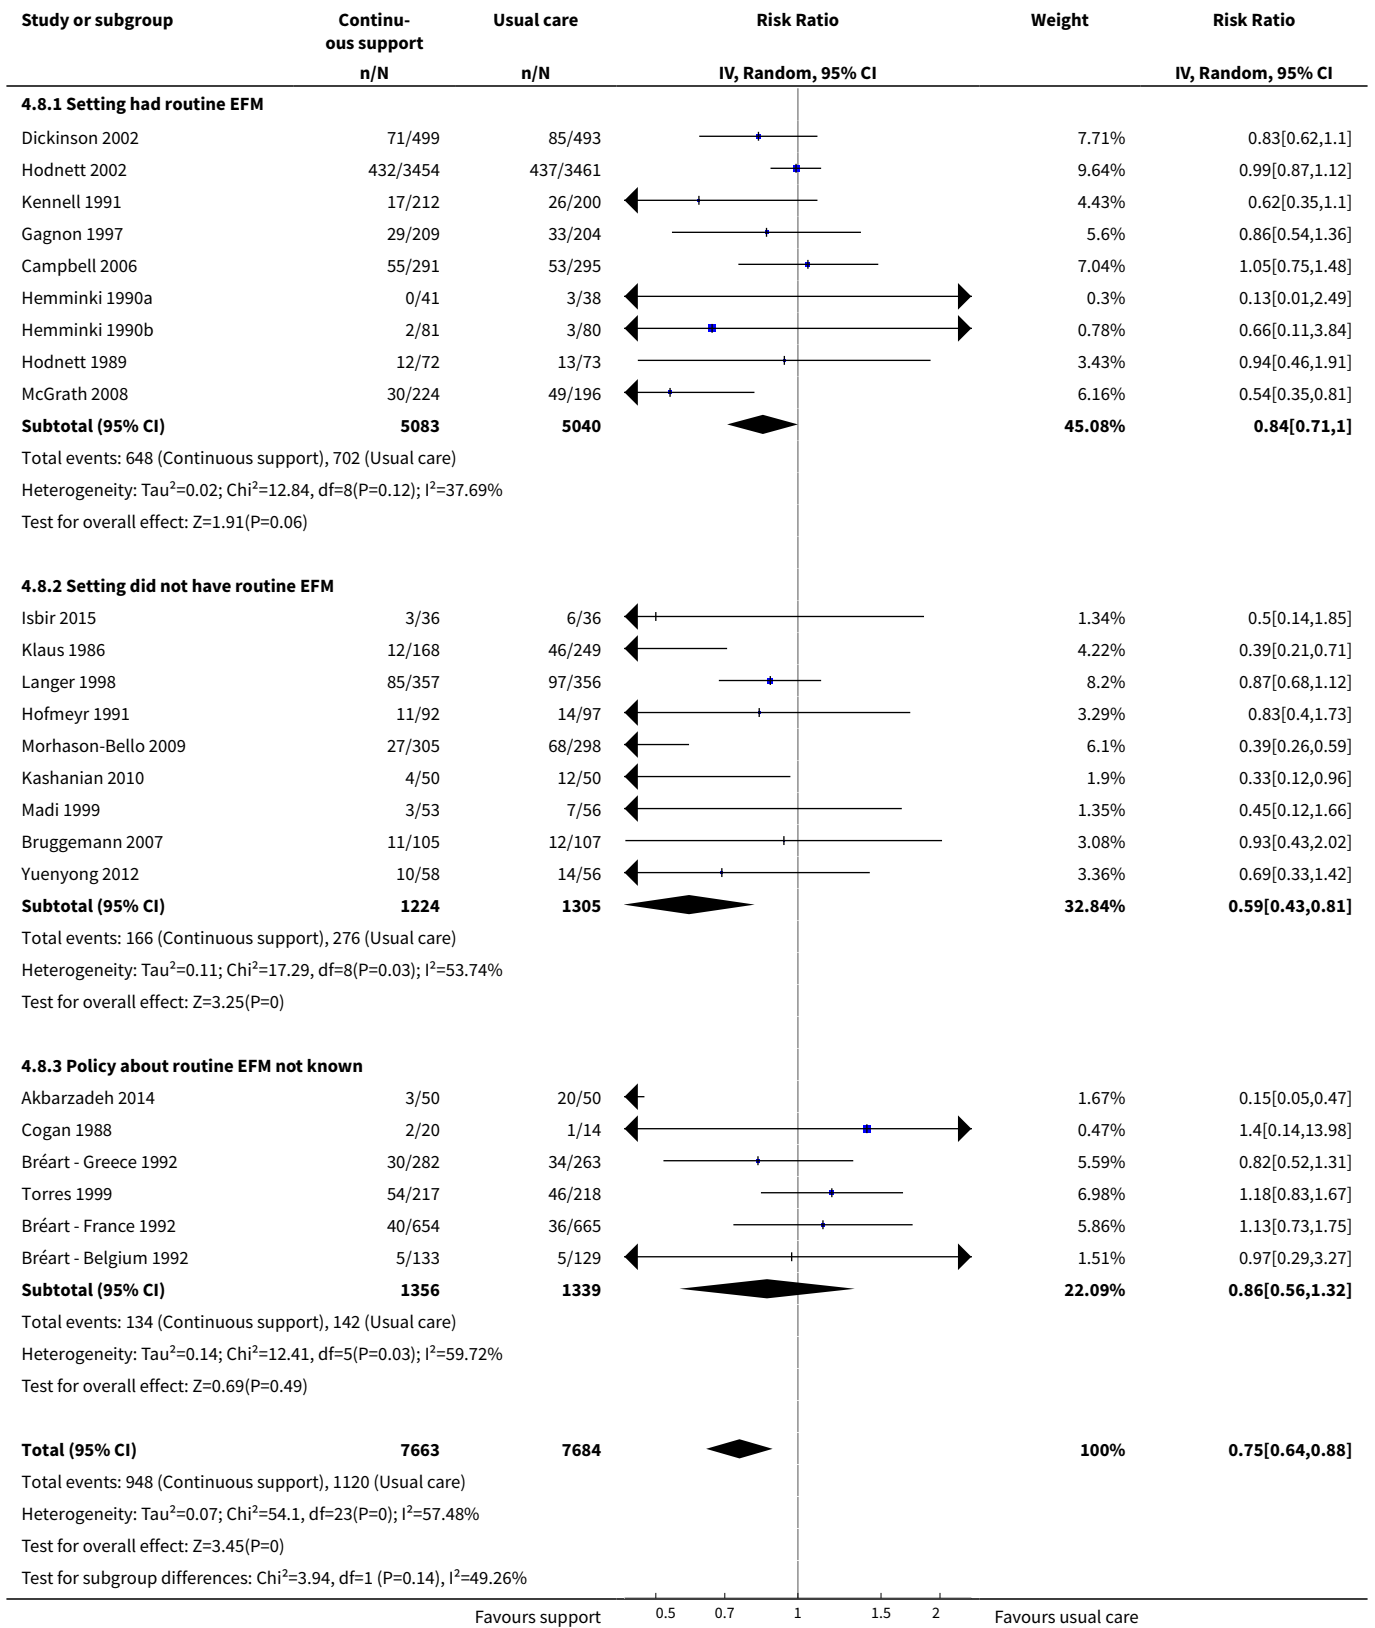 Study or subgroup Continu- Usual care Risk Ratio Weight Risk Ratio
ous support
n/N n/N IV, Random, 95% CI IV, Random, 95% CI
4.8.1 Setting had routine EFM
Dickinson 2002 71/499 85/493 7.71% 0.83[0.62,1.1]
Hodnett 2002 432/3454 437/3461 9.64% 0.99[0.87,1.12]
Kennell 1991 17/212 26/200 4.43% 0.62[0.35,1.1]
Gagnon 1997 29/209 33/204 5.6% 0.86[0.54,1.36]
Campbell 2006 55/291 53/295 7.04% 1.05[0.75,1.48]
Hemminki 1990a 0/41 3/38 0.3% 0.13[0.01,2.49]
Hemminki 1990b 2/81 3/80 0.78% 0.66[0.11,3.84]
Hodnett 1989 12/72 13/73 3.43% 0.94[0.46,1.91]
McGrath 2008 30/224 49/196 6.16% 0.54[0.35,0.81]
Subtotal (95% CI) 5083 5040 45.08% 0.84[0.71,1]
Total events: 648 (Continuous support), 702 (Usual care)
Heterogeneity: Tau²=0.02; Chi²=12.84, df=8(P=0.12); I²=37.69%
Test for overall effect: Z=1.91(P=0.06)
4.8.2 Setting did not have routine EFM
Isbir 2015 3/36 6/36 1.34% 0.5[0.14,1.85]
Klaus 1986 12/168 46/249 4.22% 0.39[0.21,0.71]
Langer 1998 85/357 97/356 8.2% 0.87[0.68,1.12]
Hofmeyr 1991 11/92 14/97 3.29% 0.83[0.4,1.73]
Morhason-Bello 2009 27/305 68/298 6.1% 0.39[0.26,0.59]
Kashanian 2010 4/50 12/50 1.9% 0.33[0.12,0.96]
Madi 1999 3/53 7/56 1.35% 0.45[0.12,1.66]
Bruggemann 2007 11/105 12/107 3.08% 0.93[0.43,2.02]
Yuenyong 2012 10/58 14/56 3.36% 0.69[0.33,1.42]
Subtotal (95% CI) 1224 1305 32.84% 0.59[0.43,0.81]
Total events: 166 (Continuous support), 276 (Usual care)
Heterogeneity: Tau²=0.11; Chi²=17.29, df=8(P=0.03); I²=53.74%
Test for overall effect: Z=3.25(P=0)
4.8.3 Policy about routine EFM not known
Akbarzadeh 2014 3/50 20/50 1.67% 0.15[0.05,0.47]
Cogan 1988 2/20 1/14 0.47% 1.4[0.14,13.98]
Bréart - Greece 1992 30/282 34/263 5.59% 0.82[0.52,1.31]
Torres 1999 54/217 46/218 6.98% 1.18[0.83,1.67]
Bréart - France 1992 40/654 36/665 5.86% 1.13[0.73,1.75]
Bréart - Belgium 1992 5/133 5/129 1.51% 0.97[0.29,3.27]
Subtotal (95% CI) 1356 1339 22.09% 0.86[0.56,1.32]
Total events: 134 (Continuous support), 142 (Usual care)
Heterogeneity: Tau²=0.14; Chi²=12.41, df=5(P=0.03); I²=59.72%
Test for overall effect: Z=0.69(P=0.49)
Total (95% CI) 7663 7684 100% 0.75[0.64,0.88]
Total events: 948 (Continuous support), 1120 (Usual care)
Heterogeneity: Tau²=0.07; Chi²=54.1, df=23(P=0); I²=57.48%
Test for overall effect: Z=3.45(P=0)
Test for subgroup differences: Chi²=3.94, df=1 (P=0.14), I²=49.26%
Favours support 0.5 0.7 1 1.5 2 Favours usual care